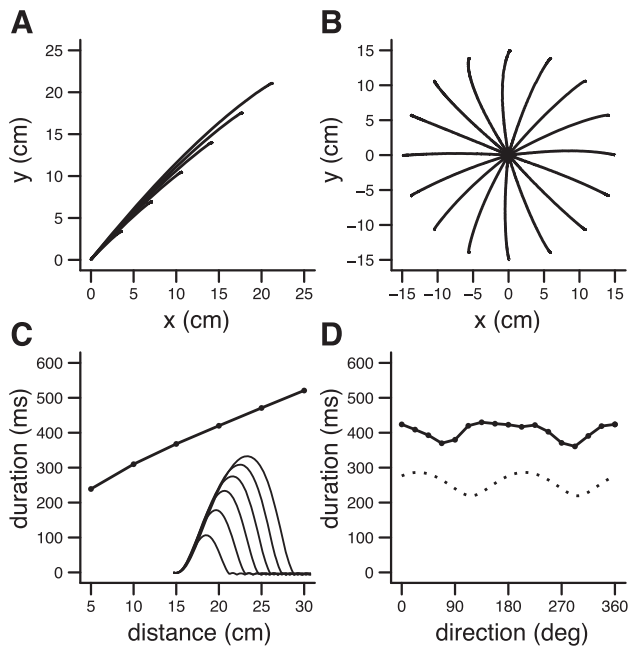 A
y (cm)
25
20
15
10
5
0
0 5 10 15 20 25
x (cm)
B
y (cm)
15
10
5
0
−5
−10
−15
−15 −10 −5 0 5 10 15
x (cm)
C
duration (ms)
600
500
400
300
200
100
0
5 10 15 20 25 30
distance (cm)
D
duration (ms)
600
500
400
300
200
100
0
0 90 180 270 360
direction (deg)